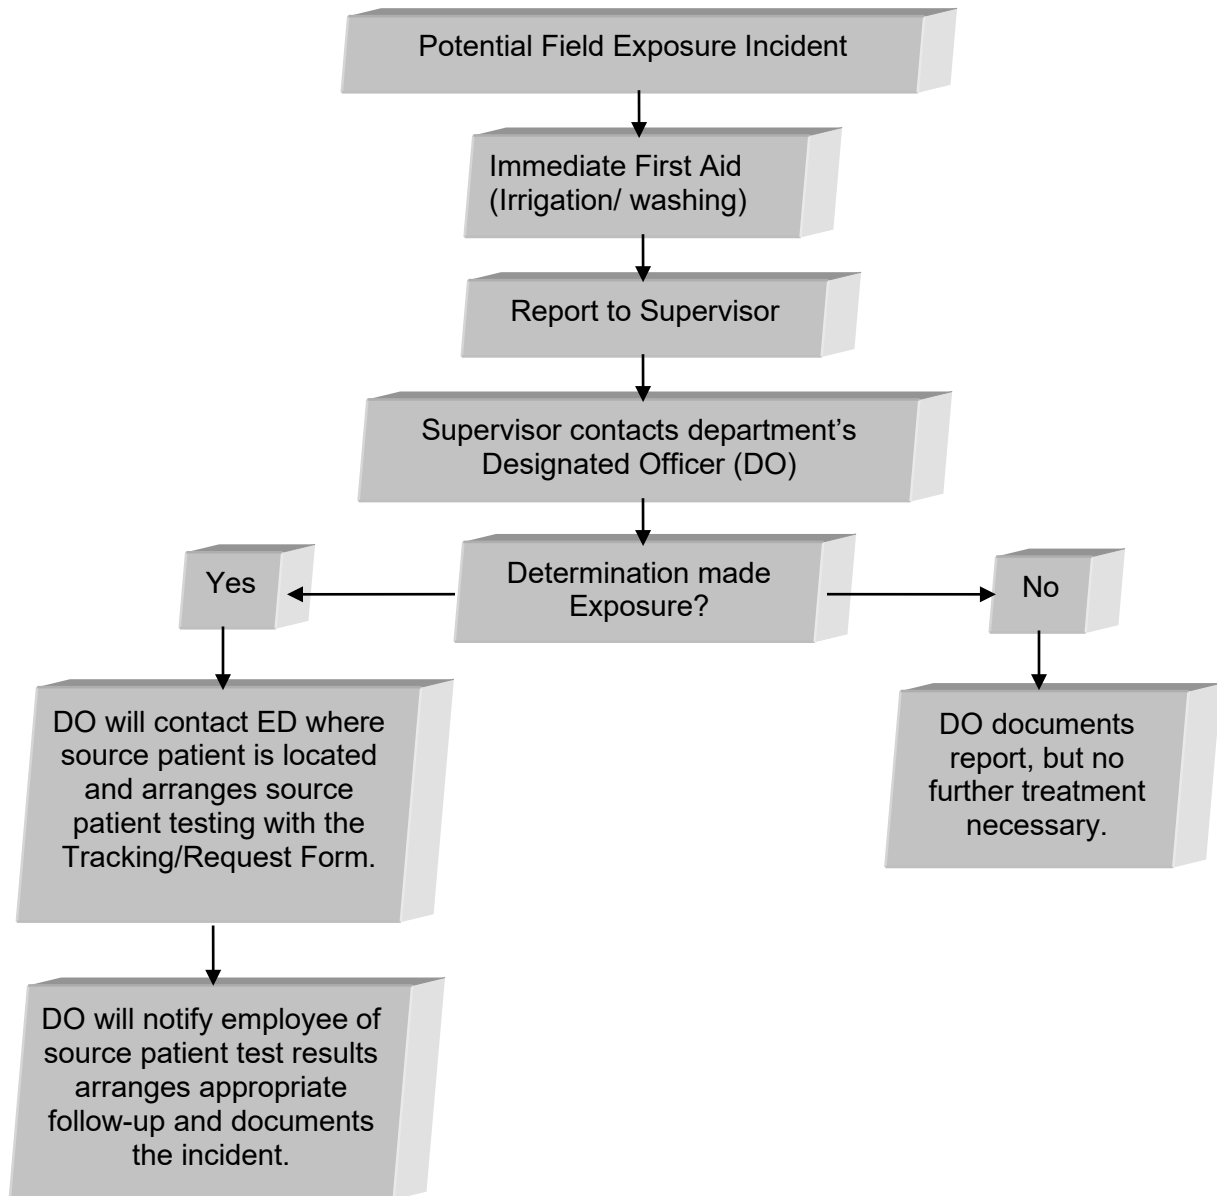 Potential Field Exposure Incident
Immediate First Aid
(Irrigation/ washing)
Report to Supervisor
Supervisor contacts department’s
Designated Officer (DO)
Determination made
Exposure?
Yes
No
DO will contact ED where
source patient is located
and arranges source
patient testing with the
Tracking/Request Form.
DO documents
report, but no
further treatment
necessary.
DO will notify employee of
source patient test results
arranges appropriate
follow-up and documents
the incident.